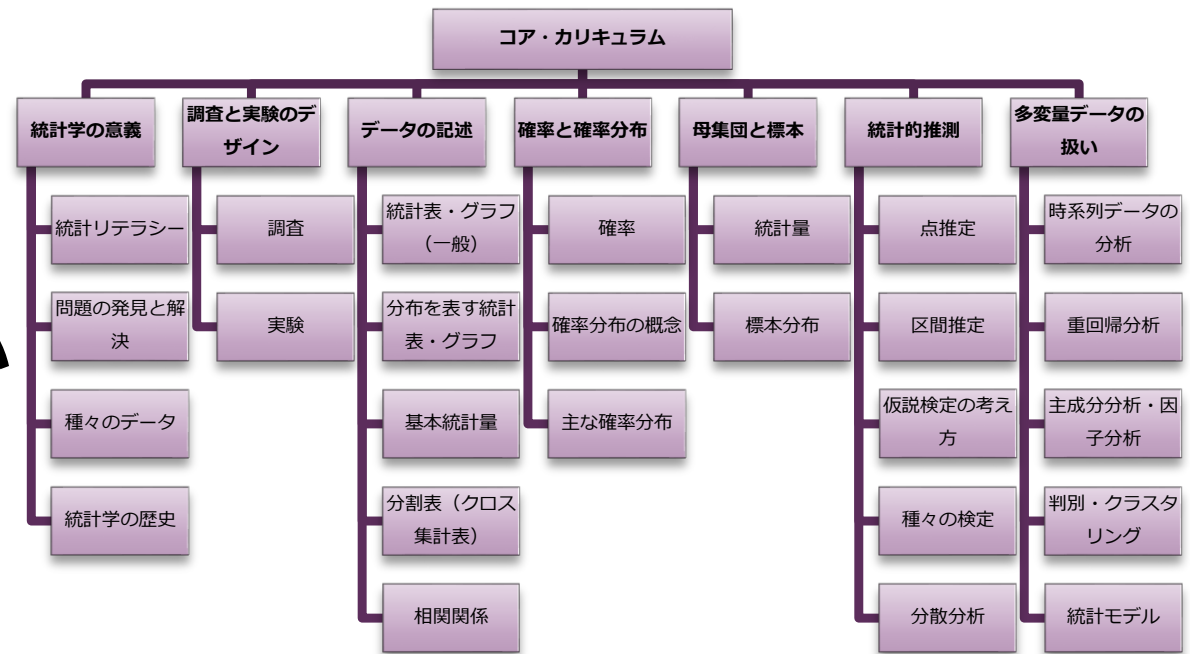 コア・カリキュラム
統計学の意義
統計リテラシー
問題の発見と解
決
種々のデータ
統計学の歴史
調査と実験のデ
ザイン
調査
実験
データの記述
統計表・グラフ
（一般）
分布を表す統計
表・グラフ
基本統計量
分割表（クロス
集計表）
相関関係
確率と確率分布
確率
確率分布の概念
主な確率分布
母集団と標本
統計量
標本分布
統計的推測
点推定
区間推定
仮説検定の考え
方
種々の検定
分散分析
多変量データの
扱い
時系列データの
分析
重回帰分析
主成分分析・因
子分析
判別・クラスタ
リング
統計モデル